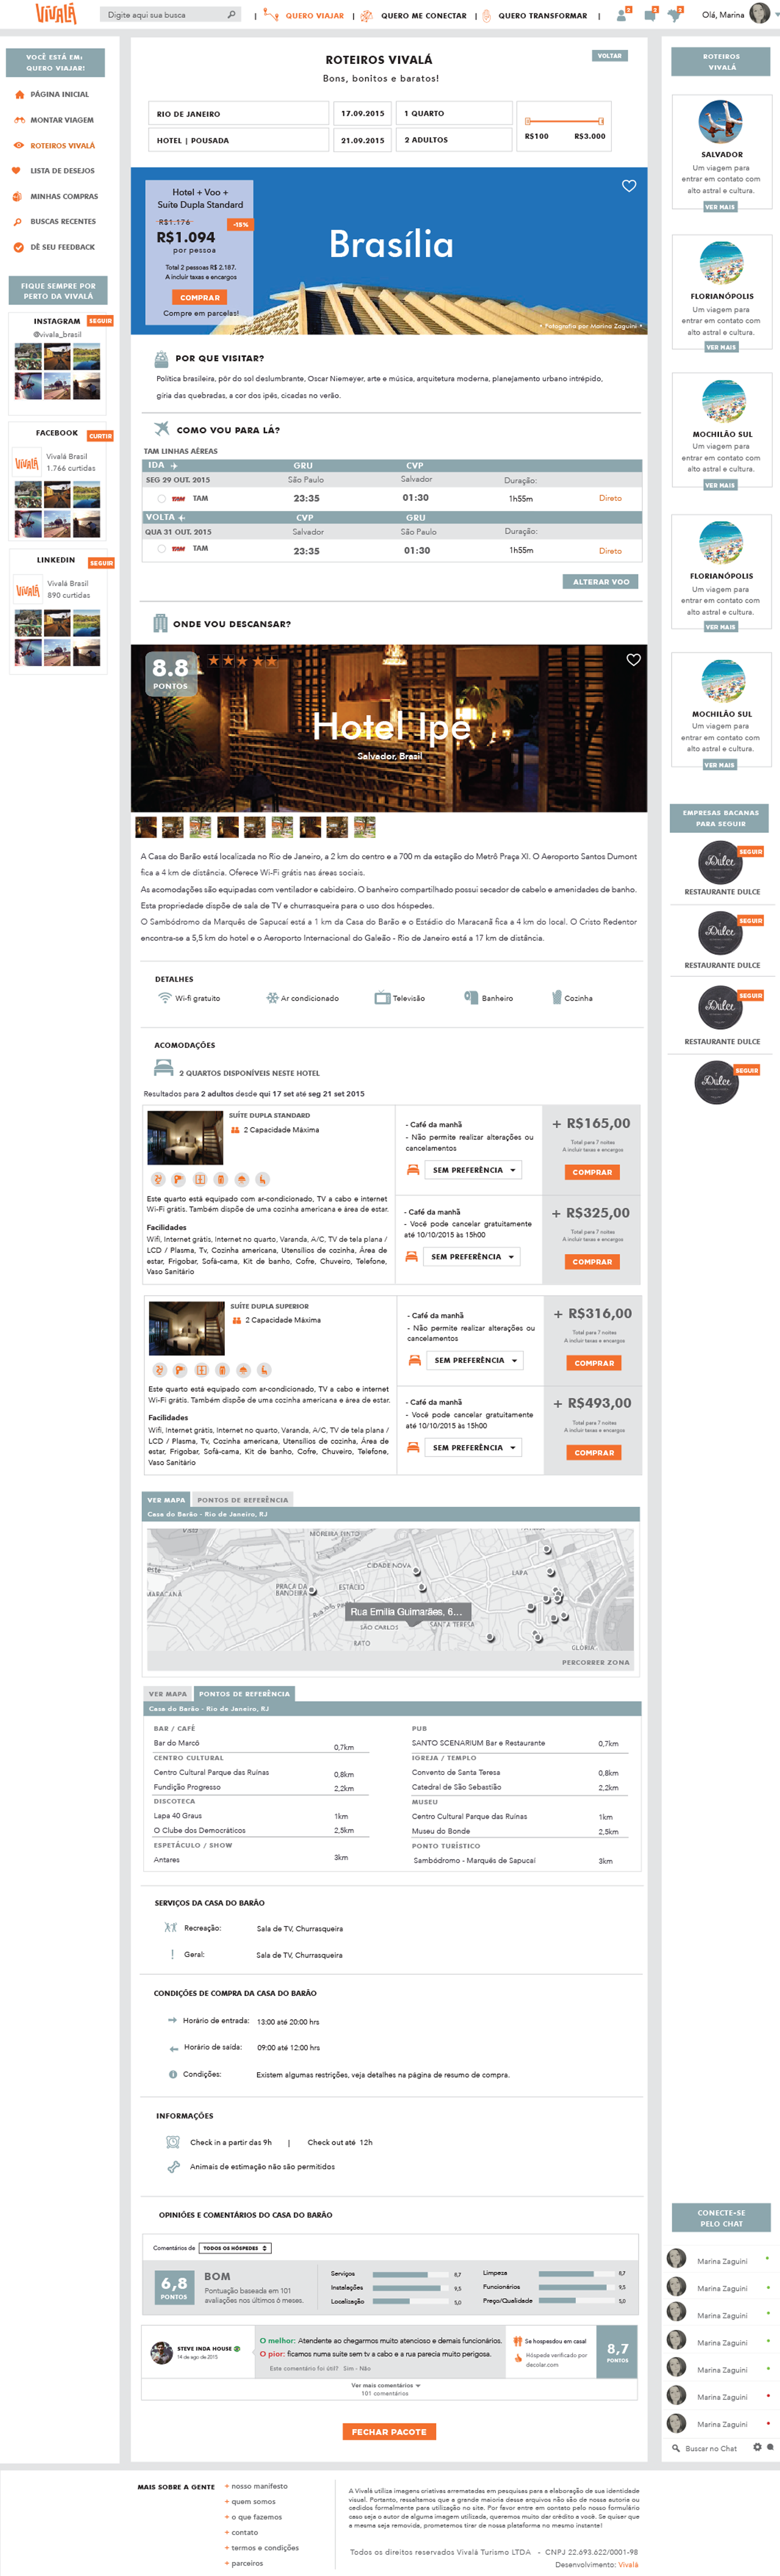 VIVALÁ
Digite aqui sua busca
QUERO VIAJAR
QUERO ME CONECTAR
QUERO TRANSFORMAR
Olá, Marina
VOCÊ ESTÁ EM:
QUERO VIAJAR!
PÁGINA INICIAL
MONTAR VIAGEM
ROTEIROS VIVALÁ
LISTA DE DESEJOS
MINHAS COMPRAS
BUSCAS RECENTES
DÊ SEU FEEDBACK
FIQUE SEMPRE POR
PERTO DA VIVALÁ
INSTAGRAM
SEGUIR
@vivala_brasil
FACEBOOK
CURTIR
VIVALÁ
Vivalá Brasil
1.766 curtidas
LINKEDIN
SEGUIR
VIVALÁ
Vivalá Brasil
890 curtidas
ROTEIROS VIVALÁ
VOLTAR
Bons, bonitos e baratos!
RIO DE JANEIRO
17.09.2015
1 QUARTO
HOTEL | POUSADA
21.09.2015
2 ADULTOS
R$100
R$3.000
Hotel + Voo +
Suíte Dupla Standard
R$1.176
-15%
R$1.094
por pessoa
Total 2 pessoas R$ 2.187.
A incluir taxas e encargos
COMPRAR
Compre em parcelas!
Brasília
• Fotografia por Marina Zaguini •
POR QUE VISITAR?
Política brasileira, pôr do sol deslumbrante, Oscar Niemeyer, arte e música, arquitetura moderna, planejamento urbano intrépido,
gíria das quebradas, a cor dos ipês, cicadas no verão.
COMO VOU PARA LÁ?
TAM LINHAS AÉREAS
IDA
GRU
CVP
SEG 29 OUT. 2015
São Paulo
Salvador
Duração:
TAM
TAM
23:35
01:30
1h55m
Direto
VOLTA
CVP
GRU
QUA 31 OUT. 2015
Salvador
São Paulo
Duração:
TAM
TAM
23:35
01:30
1h55m
Direto
ALTERAR VOO
ONDE VOU DESCANSAR?
8.8
PONTOS
Hotel Ipê
Salvador, Brasil
A Casa do Barão está localizada no Rio de Janeiro, a 2 km do centro e a 700 m da estação do Metrô Praça XI. O Aeroporto Santos Dumont
fica a 4 km de distância. Oferece Wi-Fi grátis nas áreas sociais.
As acomodações são equipadas com ventilador e cabideiro. O banheiro compartilhado possui secador de cabelo e amenidades de banho.
Esta propriedade dispõe de sala de TV e churrasqueira para o uso dos hóspedes.
O Sambódromo da Marquês de Sapucaí está a 1 km da Casa do Barão e o Estádio do Maracanã fica a 4 km do local. O Cristo Redentor
encontra-se a 5,5 km do hotel e o Aeroporto Internacional do Galeão - Rio de Janeiro está a 17 km de distância.
DETALHES
Wi-fi gratuito
Ar condicionado
Televisão
Banheiro
Cozinha
ACOMODAÇÕES
2 QUARTOS DISPONÍVEIS NESTE HOTEL
Resultados para 2 adultos desde qui 17 set até seg 21 set 2015
SUÍTE DUPLA STANDARD
2 Capacidade Máxima
Este quarto está equipado com ar-condicionado, TV a cabo e internet
Wi-Fi grátis. Também dispõe de uma cozinha americana e área de estar.
Facilidades
Wifi, Internet grátis, Internet no quarto, Varanda, A/C, TV de tela plana /
LCD / Plasma, Tv, Cozinha americana, Utensílios de cozinha, Área de
estar, Frigobar, Sofá-cama, Kit de banho, Cofre, Chuveiro, Telefone,
Vaso Sanitário
- Café da manhã
- Não permite realizar alterações ou
cancelamentos
SEM PREFERÊNCIA
+ R$165,00
Total para 7 noites
A incluir taxas e encargos
COMPRAR
- Café da manhã
- Você pode cancelar gratuitamente
até 10/10/2015 às 15h00
SEM PREFERÊNCIA
+ R$325,00
Total para 7 noites
A incluir taxas e encargos
COMPRAR
SUÍTE DUPLA SUPERIOR
2 Capacidade Máxima
Este quarto está equipado com ar-condicionado, TV a cabo e internet
Wi-Fi grátis. Também dispõe de uma cozinha americana e área de estar.
Facilidades
Wifi, Internet grátis, Internet no quarto, Varanda, A/C, TV de tela plana /
LCD / Plasma, Tv, Cozinha americana, Utensílios de cozinha, Área de
estar, Frigobar, Sofá-cama, Kit de banho, Cofre, Chuveiro, Telefone,
Vaso Sanitário
- Café da manhã
- Não permite realizar alterações ou
cancelamentos
SEM PREFERÊNCIA
+ R$316,00
Total para 7 noites
A incluir taxas e encargos
COMPRAR
- Café da manhã
- Você pode cancelar gratuitamente
até 10/10/2015 às 15h00
SEM PREFERÊNCIA
+ R$493,00
Total para 7 noites
A incluir taxas e encargos
COMPRAR
VER MAPA
PONTOS DE REFERÊNCIA
Casa do Barão - Rio de Janeiro, RJ
CIDADE NOVA
LAPA
PRAÇA DA
BANDEIRA
ESTÁCIO
MARACANÃ
Rua Emilia Guimarães, 6...
SÃO CARLOS
SANTA TERESA
RATO
GLÓRIA
PERCORRER ZONA
VER MAPA
PONTOS DE REFERÊNCIA
Casa do Barão - Rio de Janeiro, RJ
BAR / CAFÉ
Bar do Marcô
0,7km
CENTRO CULTURAL
Centro Cultural Parque das Ruínas
0,8km
Fundição Progresso
2,2km
DISCOTECA
Lapa 40 Graus
1km
O Clube dos Democráticos
2,5km
ESPETÁCULO / SHOW
Antares
3km
PUB
SANTO SCENARIUM Bar e Restaurante
0,7km
IGREJA / TEMPLO
Convento de Santa Teresa
0,8km
Catedral de São Sebastião
2,2km
MUSEU
Centro Cultural Parque das Ruínas
1km
Museu do Bonde
2,5km
PONTO TURÍSTICO
Sambódromo - Marquês de Sapucaí
3km
SERVIÇOS DA CASA DO BARÃO
Recreação:
Sala de TV, Churrasqueira
Geral:
Sala de TV, Churrasqueira
CONDIÇÕES DE COMPRA DA CASA DO BARÃO
Horário de entrada:
13:00 até 20:00 hrs
Horário de saída:
09:00 até 12:00 hrs
Condições:
Existem algumas restrições, veja detalhes na página de resumo de compra.
INFORMAÇÕES
Check in a partir das 9h | Check out até 12h
Animais de estimação não são permitidos
OPINIÕES E COMENTÁRIOS DO CASA DO BARÃO
Comentários de
TODOS OS HÓSPEDES
6,8
PONTOS
BOM
Pontuação baseada em 101
avaliações nos últimos 6 meses.
Serviços
8,7
Instalações
9,5
Localização
5,0
Limpeza
8,7
Funcionários
9,5
Preço/Qualidade
5,0
STEVE INDA HOUSE
14 de ago de 2015
O melhor: Atendente ao chegarmos muito atencioso e demais funcionários.
O pior: ficamos numa suite sem tv a cabo e a rua parecia muito perigosa.
Este comentário foi útil? Sim - Não
Se hospedou em casal
Hóspede verificado por
decolar.com
8,7
PONTOS
Ver mais comentários
101 comentários
FECHAR PACOTE
ROTEIROS
VIVALÁ
SALVADOR
Um viagem para
entrar em contato com
alto astral e cultura.
VER MAIS
FLORIANÓPOLIS
Um viagem para
entrar em contato com
alto astral e cultura.
VER MAIS
MOCHILÃO SUL
Um viagem para
entrar em contato com
alto astral e cultura.
VER MAIS
FLORIANÓPOLIS
Um viagem para
entrar em contato com
alto astral e cultura.
VER MAIS
MOCHILÃO SUL
Um viagem para
entrar em contato com
alto astral e cultura.
VER MAIS
EMPRESAS BACANAS
PARA SEGUIR
Dulce
SEGUIR
RESTAURANTE DULCE
Dulce
SEGUIR
RESTAURANTE DULCE
Dulce
SEGUIR
RESTAURANTE DULCE
Dulce
SEGUIR
CONECTE-SE
PELO CHAT
Marina Zaguini
Marina Zaguini
Marina Zaguini
Marina Zaguini
Marina Zaguini
Marina Zaguini
Marina Zaguini
Buscar no Chat
MAIS SOBRE A GENTE
+ nosso manifesto
+ quem somos
+ o que fazemos
+ contato
+ termos e condições
+ parceiros
A Vivalá utiliza imagens criativas arrematadas em pesquisas para a elaboração de sua identidade
visual. Portanto, ressaltamos que a grande maioria desse arquivos não são de nossa autoria ou
cedidos formalmente para utilização no site. Por favor entre em contato pelo nosso formulário
caso seja o autor de alguma imagem utilizada, queremos muito dar crédito a você. Se quiser que
a mesma seja removida, prometemos tirar de nossa plataforma no mesmo instante!
Todos os direitos reservados Vivalá Turismo LTDA - CNPJ 22.693.622/0001-98
Desenvolvimento: Vivalá